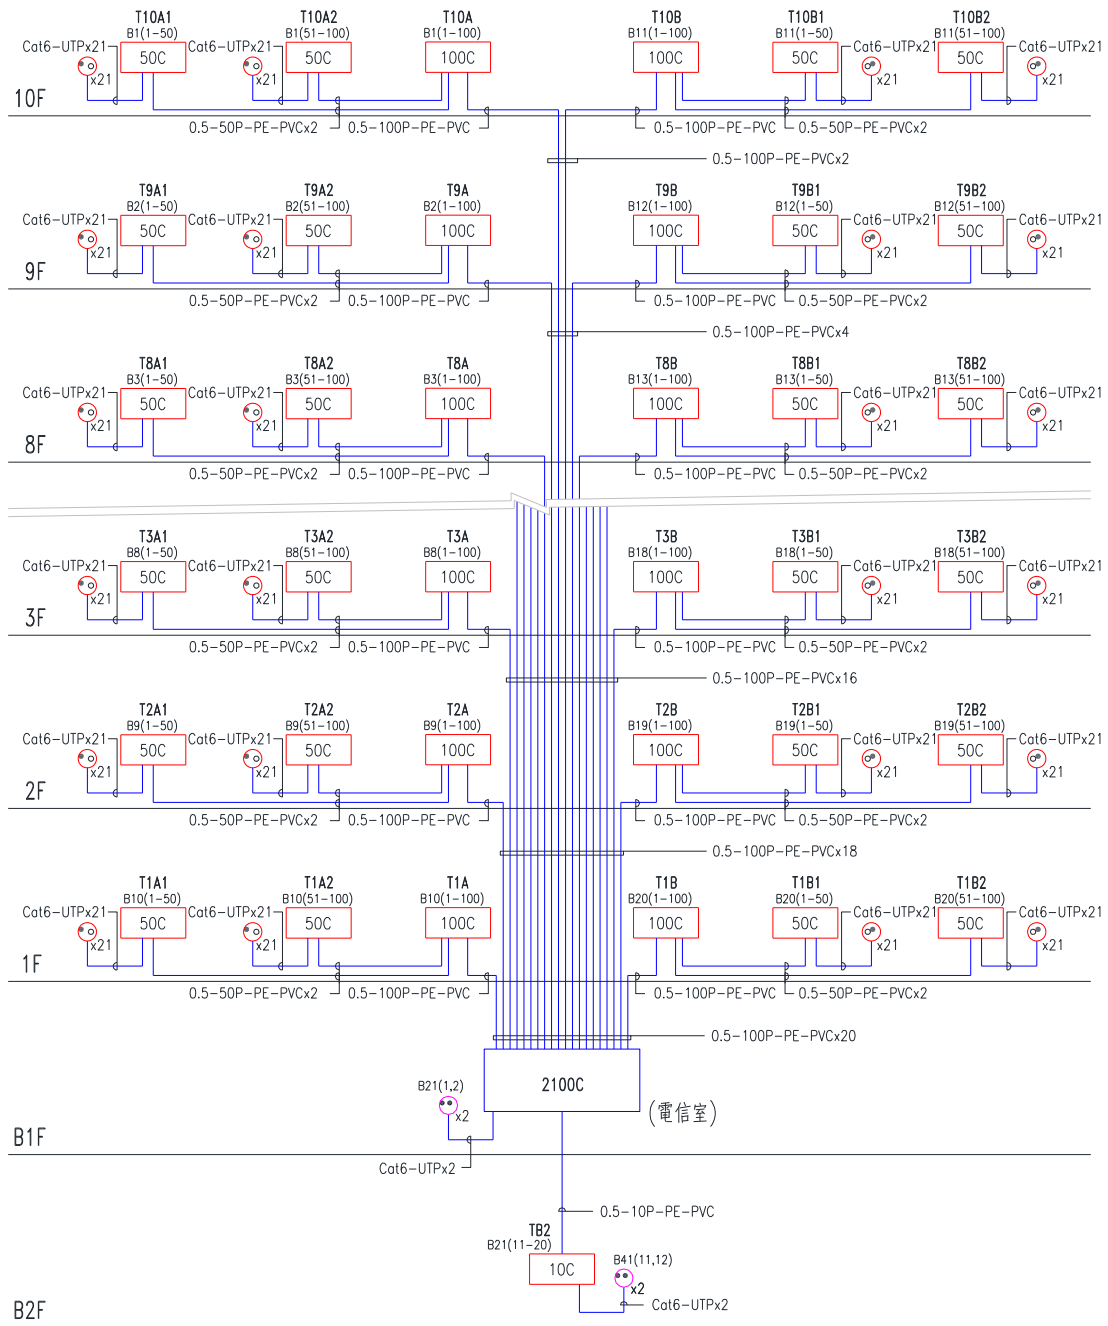 T10A1 T10A2 T10A T10B T10B1 T10B2
B1(1-50) B1(51-100) B1(1-100) B11(1-100) B11(1-50) B11(51-100)
Cat6-UTPx21 50C Cat6-UTPx21 50C 100C 100C 50C Cat6-UTPx21 50C Cat6-UTPx21
x21 x21 x21 x21
10F
0.5-50P-PE-PVCx2 0.5-100P-PE-PVC 0.5-100P-PE-PVC 0.5-50P-PE-PVCx2
0.5-100P-PE-PVCx2
T9A1 T9A2 T9A T9B T9B1 T9B2
B2(1-50) B2(51-100) B2(1-100) B12(1-100) B12(1-50) B12(51-100)
Cat6-UTPx21 50C Cat6-UTPx21 50C 100C 100C 50C Cat6-UTPx21 50C Cat6-UTPx21
x21 x21 x21 x21
9F
0.5-50P-PE-PVCx2 0.5-100P-PE-PVC 0.5-100P-PE-PVC 0.5-50P-PE-PVCx2
0.5-100P-PE-PVCx4
T8A1 T8A2 T8A T8B T8B1 T8B2
B3(1-50) B3(51-100) B3(1-100) B13(1-100) B13(1-50) B13(51-100)
Cat6-UTPx21 50C Cat6-UTPx21 50C 100C 100C 50C Cat6-UTPx21 50C Cat6-UTPx21
x21 x21 x21 x21
8F
0.5-50P-PE-PVCx2 0.5-100P-PE-PVC 0.5-100P-PE-PVC 0.5-50P-PE-PVCx2
T3A1 T3A2 T3A T3B T3B1 T3B2
B8(1-50) B8(51-100) B8(1-100) B18(1-100) B18(1-50) B18(51-100)
Cat6-UTPx21 50C Cat6-UTPx21 50C 100C 100C 50C Cat6-UTPx21 50C Cat6-UTPx21
x21 x21 x21 x21
3F
0.5-50P-PE-PVCx2 0.5-100P-PE-PVC 0.5-100P-PE-PVC 0.5-50P-PE-PVCx2
0.5-100P-PE-PVCx16
T2A1 T2A2 T2A T2B T2B1 T2B2
B9(1-50) B9(51-100) B9(1-100) B19(1-100) B19(1-50) B19(51-100)
Cat6-UTPx21 50C Cat6-UTPx21 50C 100C 100C 50C Cat6-UTPx21 50C Cat6-UTPx21
x21 x21 x21 x21
2F
0.5-50P-PE-PVCx2 0.5-100P-PE-PVC 0.5-100P-PE-PVC 0.5-50P-PE-PVCx2
0.5-100P-PE-PVCx18
T1A1 T1A2 T1A T1B T1B1 T1B2
B10(1-50) B10(51-100) B10(1-100) B20(1-100) B20(1-50) B20(51-100)
Cat6-UTPx21 50C Cat6-UTPx21 50C 100C 100C 50C Cat6-UTPx21 50C Cat6-UTPx21
x21 x21 x21 x21
1F
0.5-50P-PE-PVCx2 0.5-100P-PE-PVC 0.5-100P-PE-PVC 0.5-50P-PE-PVCx2
0.5-100P-PE-PVCx20
B21(1,2) 2100C
x2 (電信室)
B1F
Cat6-UTPx2
0.5-10P-PE-PVC
TB2
B21(11-20) B41(11,12)
10C
x2
Cat6-UTPx2
B2F